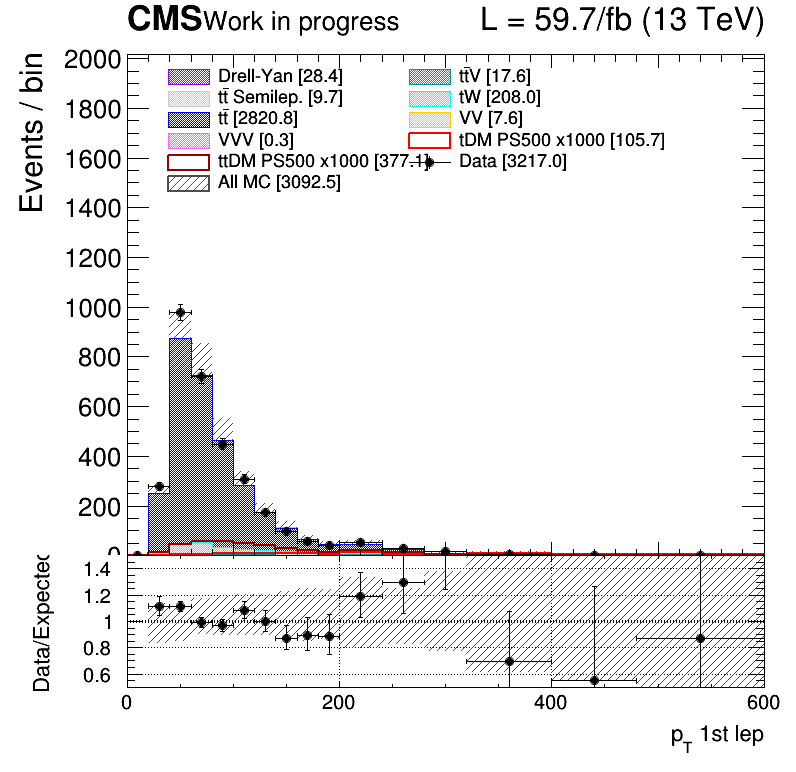 CMS Work in progress L = 59.7/fb (13 TeV)
Events / bin
2000
1800
1600
1400
1200
1000
800
600
400
200
0
Drell-Yan [28.4]
tt̄ Semilep. [9.7]
tt̄ [2820.8]
VVV [0.3]
ttDM PS500 x1000 [377.1]
All MC [3092.5]
tt̄V [17.6]
tW [208.0]
VV [7.6]
tDM PS500 x1000 [105.7]
Data [3217.0]
Data/Expected
1.4
1.2
1
0.8
0.6
0 200 400 600
p_T 1st lep